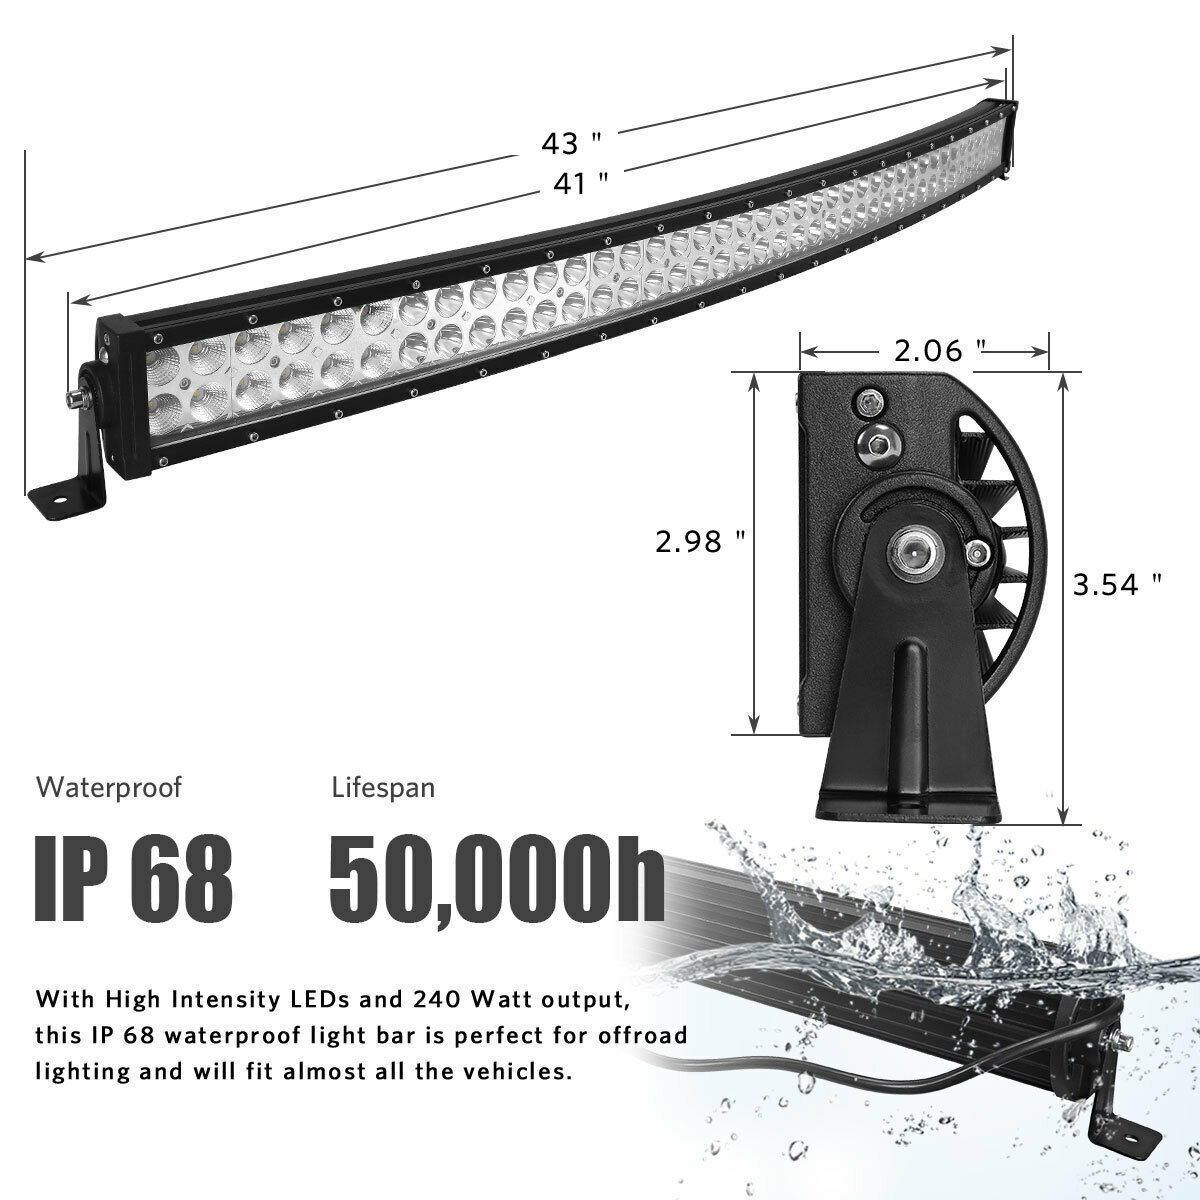 43 "
41 "
2.06 "
2.98 "
3.54 "
Waterproof
Lifespan
IP 68
50,000h
With High Intensity LEDs and 240 Watt output,
this IP 68 waterproof light bar is perfect for offroad
lighting and will fit almost all the vehicles.